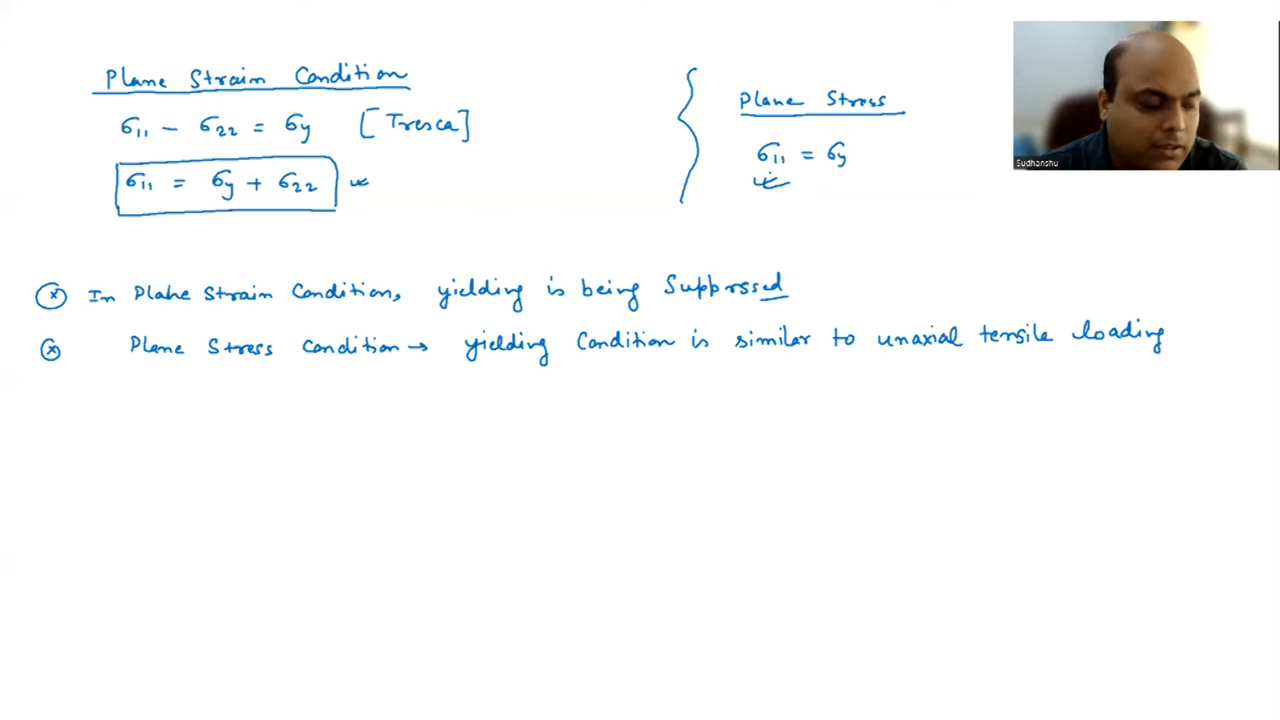 Plane Strain Condition
σ11 - σ22 = σy [Tresca]
σ11 = σy + σ22
Plane Stress
σ11 = σy
Sudhanshu
In Plane Strain Condition, yielding is being Suppressed
Plane Stress Condition → yielding Condition is similar to unaxial tensile loading